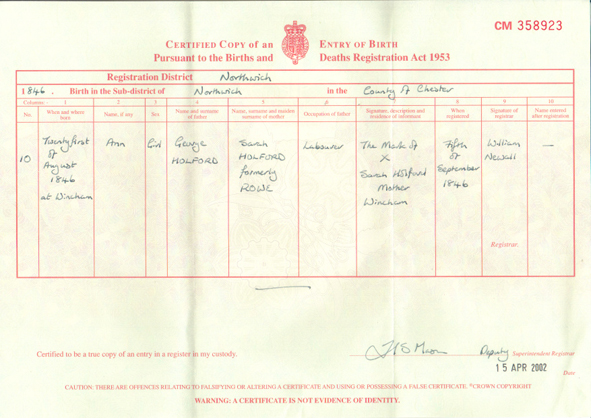 CM 358923
CERTIFIED COPY OF AN ENTRY OF BIRTH
Pursuant to the Births and Deaths Registration Act 1953
Registration District Northwich
1846. Birth in the Sub-district of Northwich in the County of Chester
Columns:- 1 2 3 4 5 6 7 8 9 10
No. When and where born Name, if any Sex Name and surname of father Name, surname and maiden surname of mother Occupation of father Signature, description and residence of informant When registered Signature of registrar Name entered after registration
10
Twenty first
of
August
1846
at Wincham
Ann
Girl
George
HOLFORD
Sarah
HOLFORD
formerly
ROWE
Labourer
The Mark of
X
Sarah Holford
Mother
Wincham
Fifth
of
September
1846
William
Newall
Registrar
—
Certified to be a true copy of an entry in a register in my custody.
Deputy Superintendent Registrar
15 APR 2002 Date
CAUTION: THERE ARE OFFENCES RELATING TO FALSIFYING OR ALTERING A CERTIFICATE AND USING OR POSSESSING A FALSE CERTIFICATE. ©CROWN COPYRIGHT
WARNING: A CERTIFICATE IS NOT EVIDENCE OF IDENTITY.